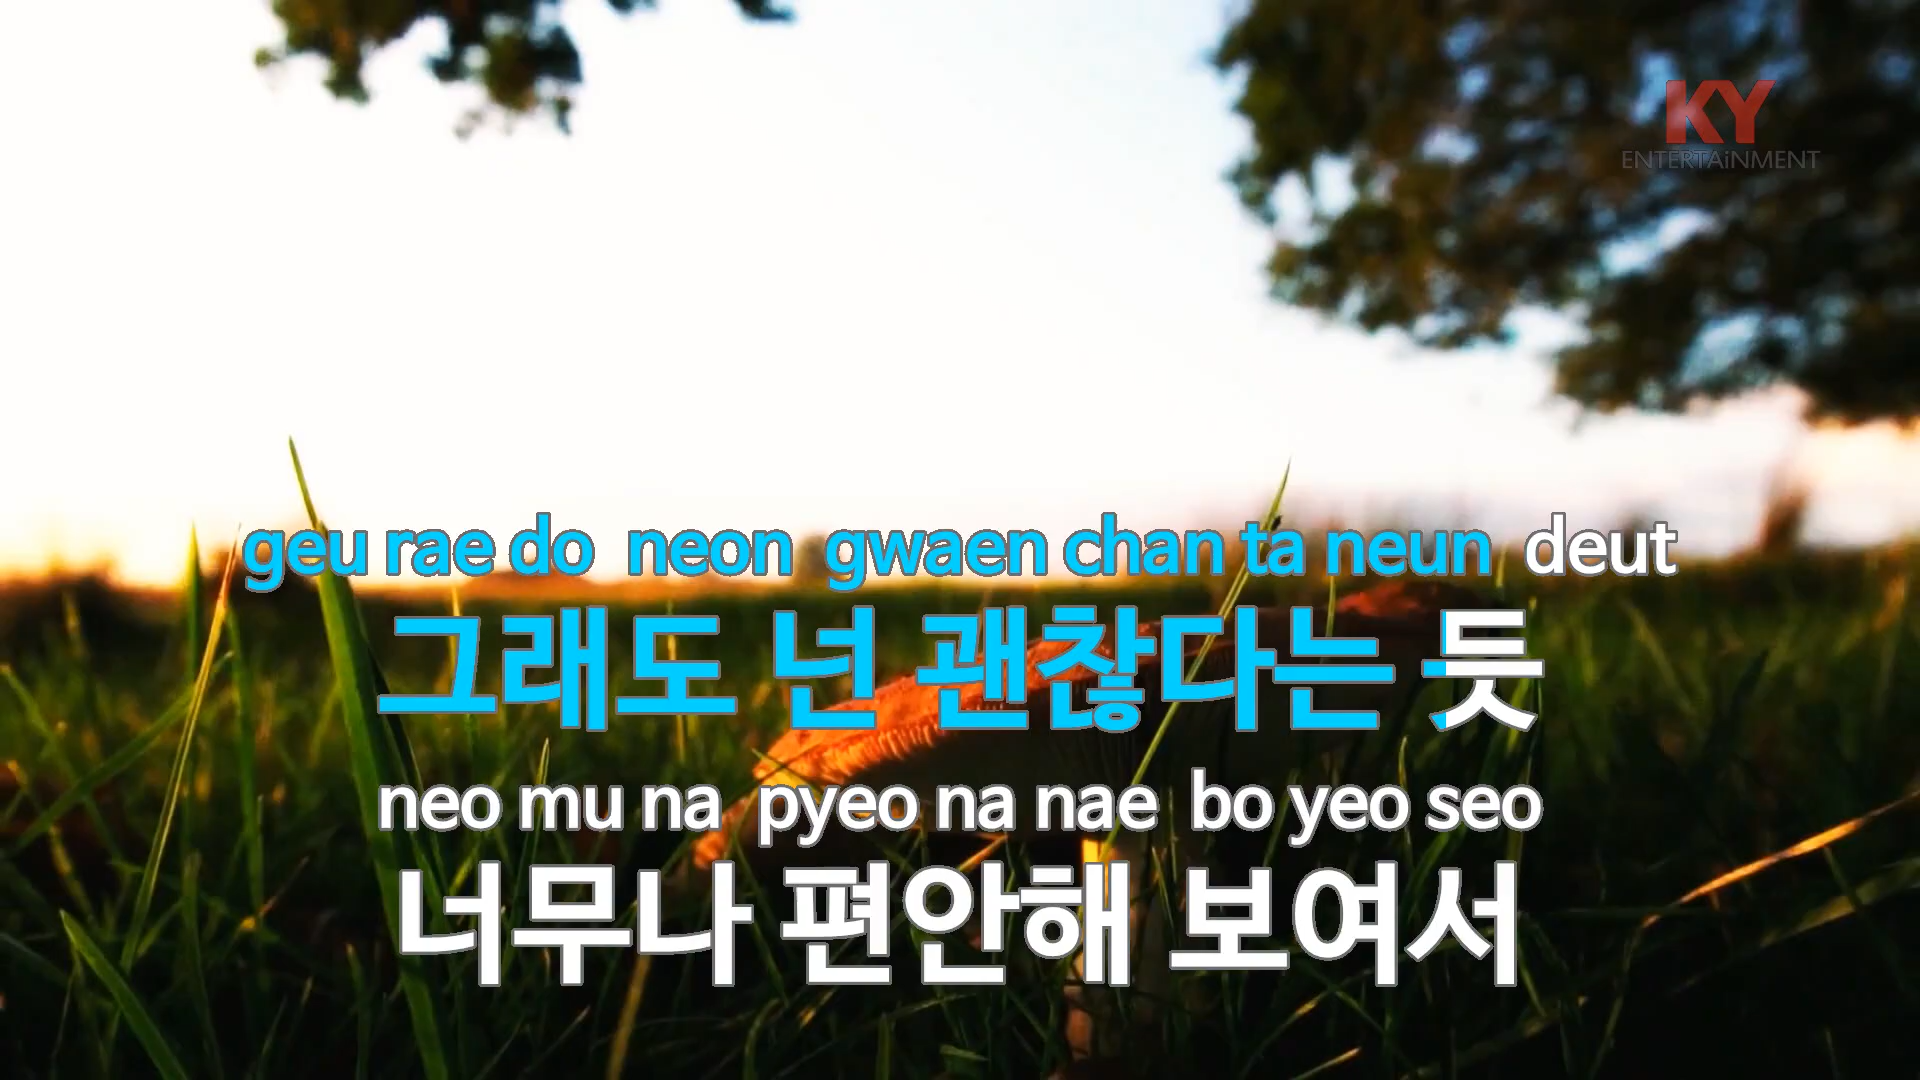 KY
ENTERTAiNMENT
geu rae do neon gwaen chan ta neun deut
그래도 넌 괜찮다는 듯
neo mu na pyeo na nae bo yeo seo
너무나 편안해 보여서